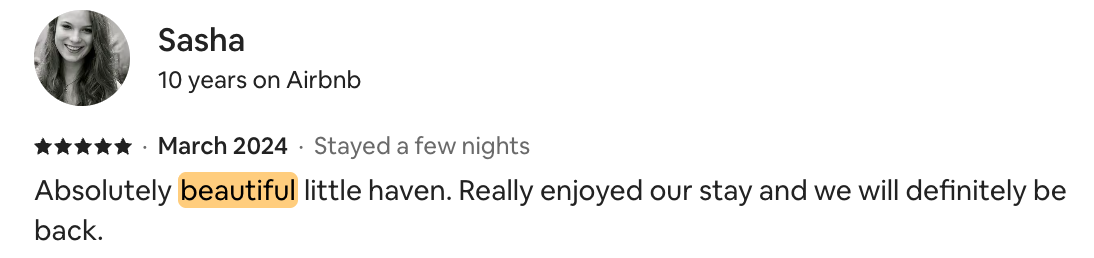 Sasha
10 years on Airbnb
★★★★★ · March 2024 · Stayed a few nights
Absolutely beautiful little haven. Really enjoyed our stay and we will definitely be
back.